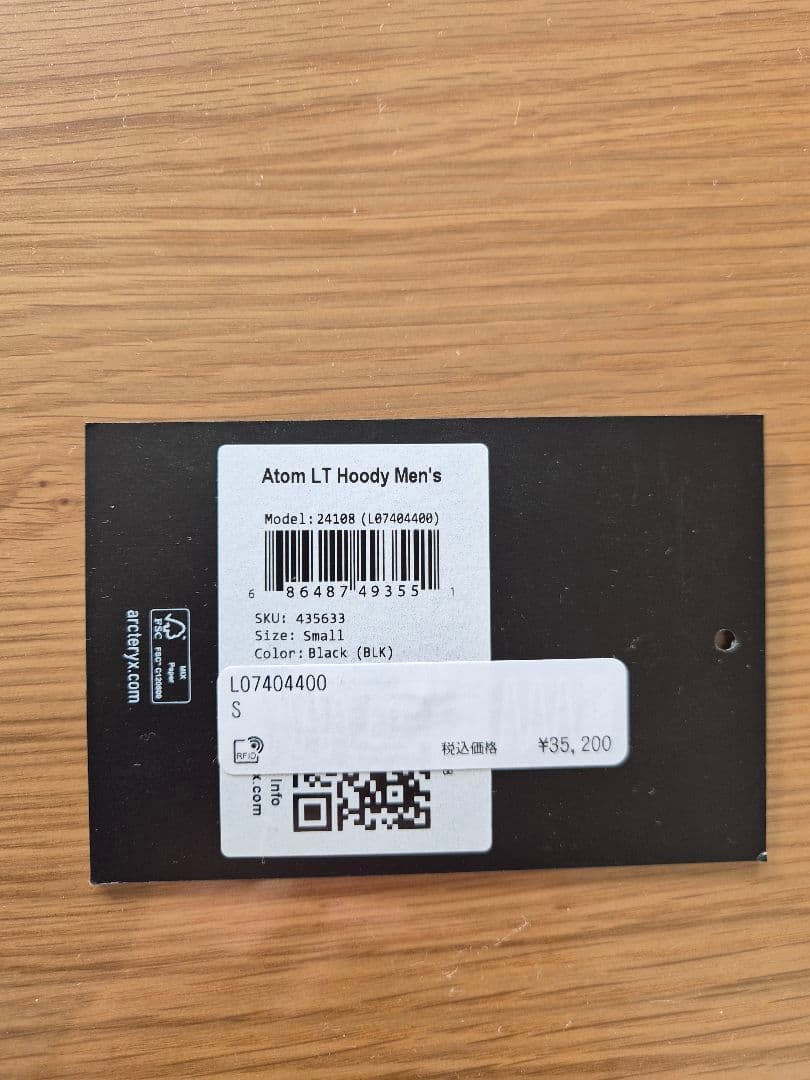 Atom LT Hoody Men's
Model: 24108 (L07404400)
6 86487 49355 1
SKU: 435633
Size: Small
Color: Black (BLK)
L07404400
S
RFID
税込価格 ¥35,200
Info
x.com
MIX
Paper
FSC
FSC® C120600
arcteryx.com